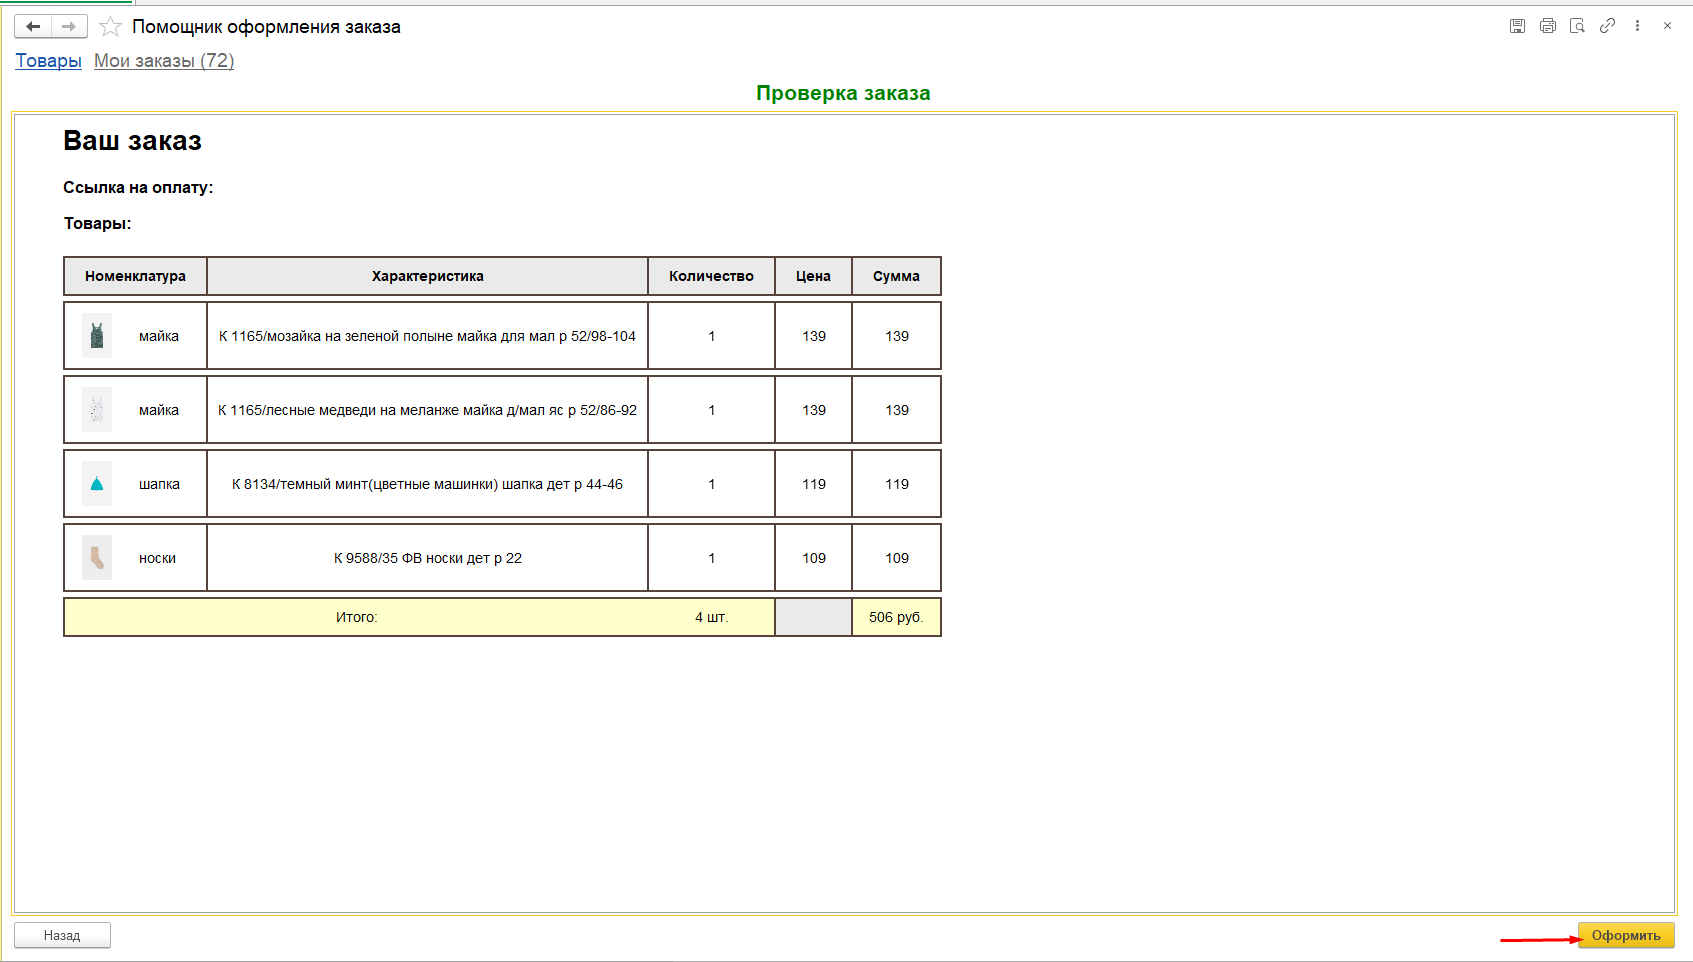 Помощник оформления заказа
Товары Мои заказы (72)
Проверка заказа
Ваш заказ
Ссылка на оплату:
Товары:
Номенклатура Характеристика Количество Цена Сумма
майка К 1165/мозайка на зеленой полыне майка для мал р 52/98-104 1 139 139
майка К 1165/лесные медведи на меланже майка д/мал яс р 52/86-92 1 139 139
шапка К 8134/темный минт(цветные машинки) шапка дет р 44-46 1 119 119
носки К 9588/35 ФВ носки дет р 22 1 109 109
Итого: 4 шт. 506 руб.
Назад Оформить